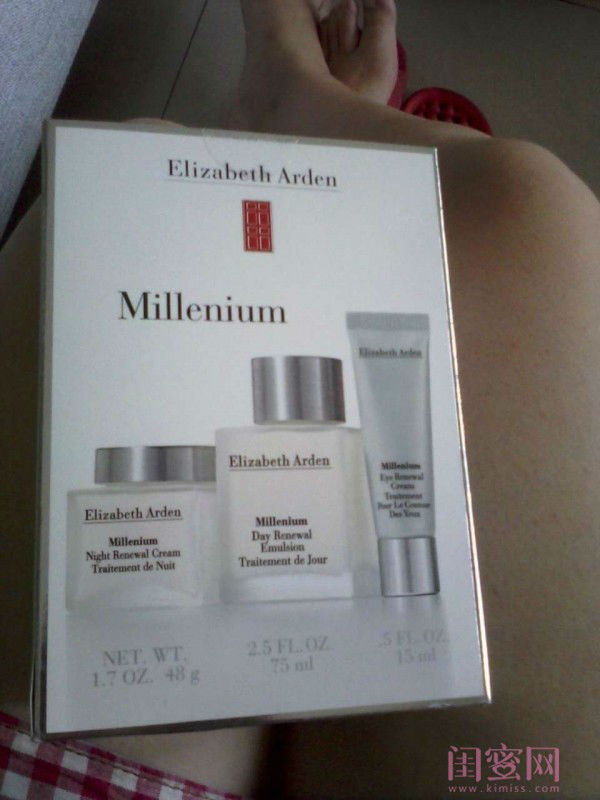 Elizabeth Arden
Millenium
Elizabeth Arden
Millenium
Night Renewal Cream
Traitement de Nuit
NET. WT.
1.7 OZ. 48 g
Elizabeth Arden
Millenium
Day Renewal
Emulsion
Traitement de Jour
2.5 FL.OZ.
75 ml
Elizabeth Arden
Millenium
Eye Renewal
Cream
Traitement
Pour Le Contour
Des Yeux
.5 FL.OZ.
15 ml
闺蜜网
www.kimiss.com